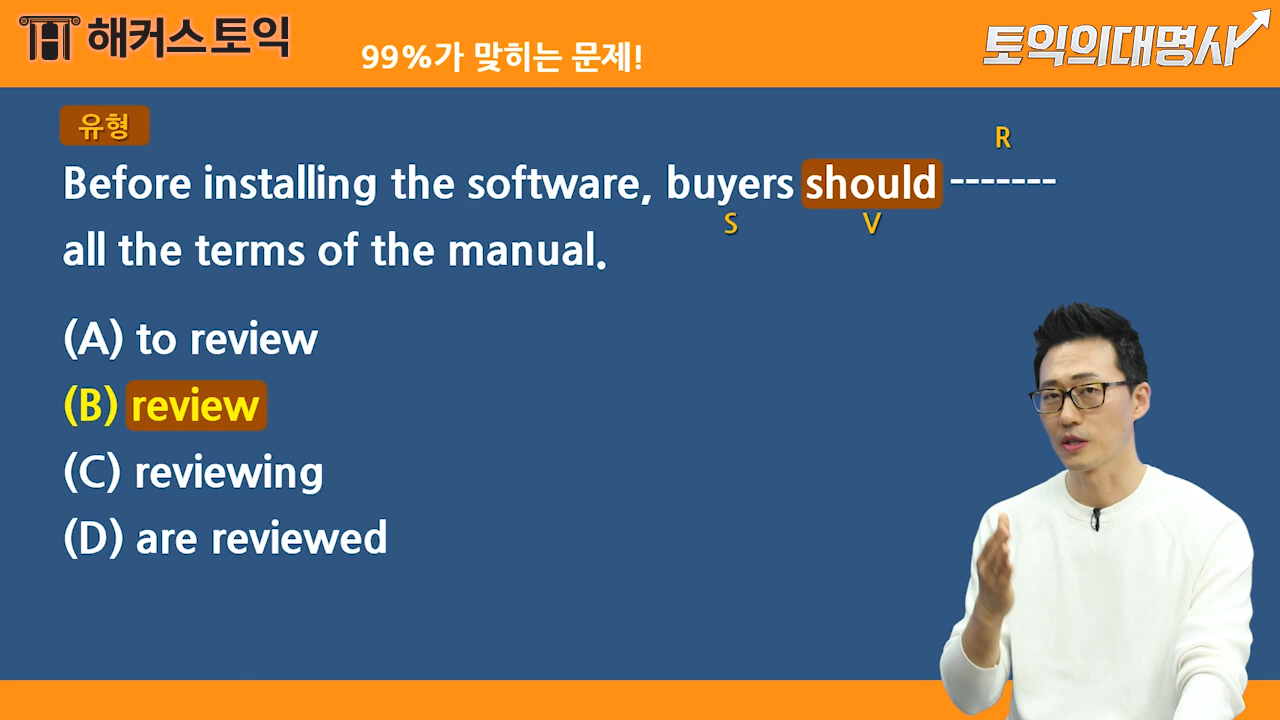 해커스토익
99%가 맞히는 문제!
토익의대명사
유형
R
Before installing the software, buyers should -------
S
V
all the terms of the manual.
(A) to review
(B) review
(C) reviewing
(D) are reviewed